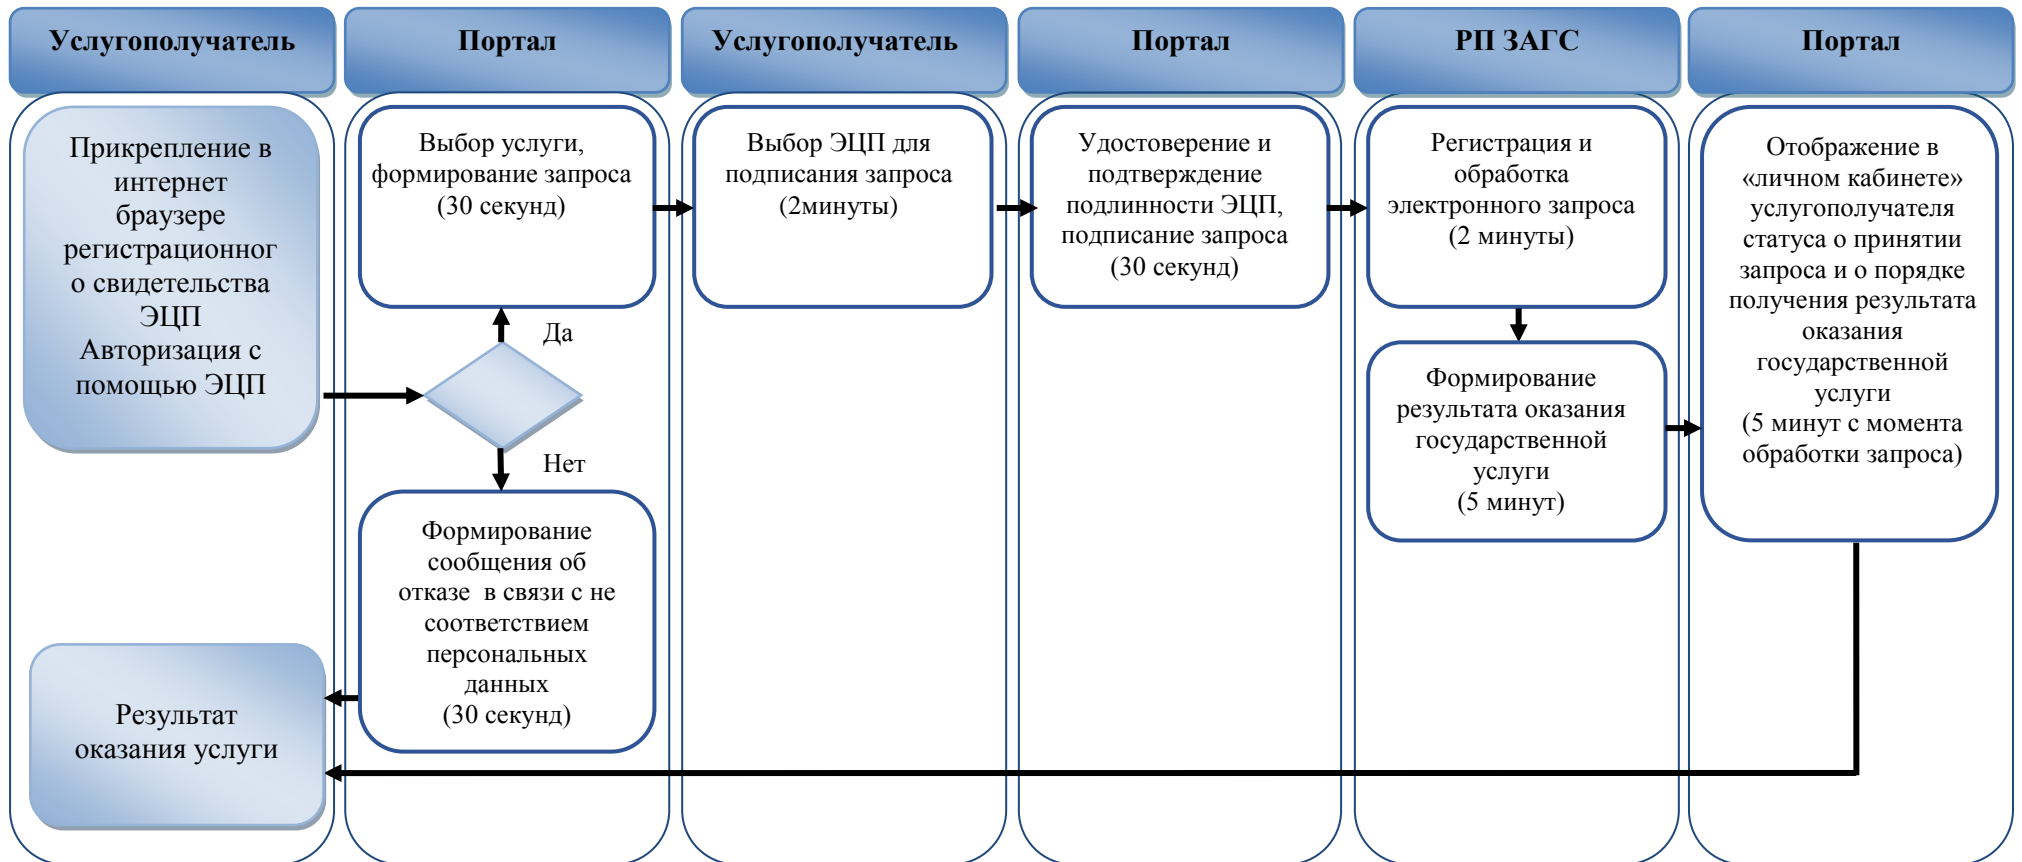 Услугополучатель
Портал
Услугополучатель
Портал
РП ЗАГС
Портал
Прикрепление в
интернет
браузере
регистрационног
о свидетельства
ЭЦП
Авторизация с
помощью ЭЦП
Выбор услуги,
формирование запроса
(30 секунд)
Да
Нет
Формирование
сообщения об
отказе в связи с не
соответствием
персональных
данных
(30 секунд)
Выбор ЭЦП для
подписания запроса
(2минуты)
Удостоверение и
подтверждение
подлинности ЭЦП,
подписание запроса
(30 секунд)
Регистрация и
обработка
электронного запроса
(2 минуты)
Формирование
результата оказания
государственной
услуги
(5 минут)
Отображение в
«личном кабинете»
услугополучателя
статуса о принятии
запроса и о порядке
получения результата
оказания
государственной
услуги
(5 минут с момента
обработки запроса)
Результат
оказания услуги